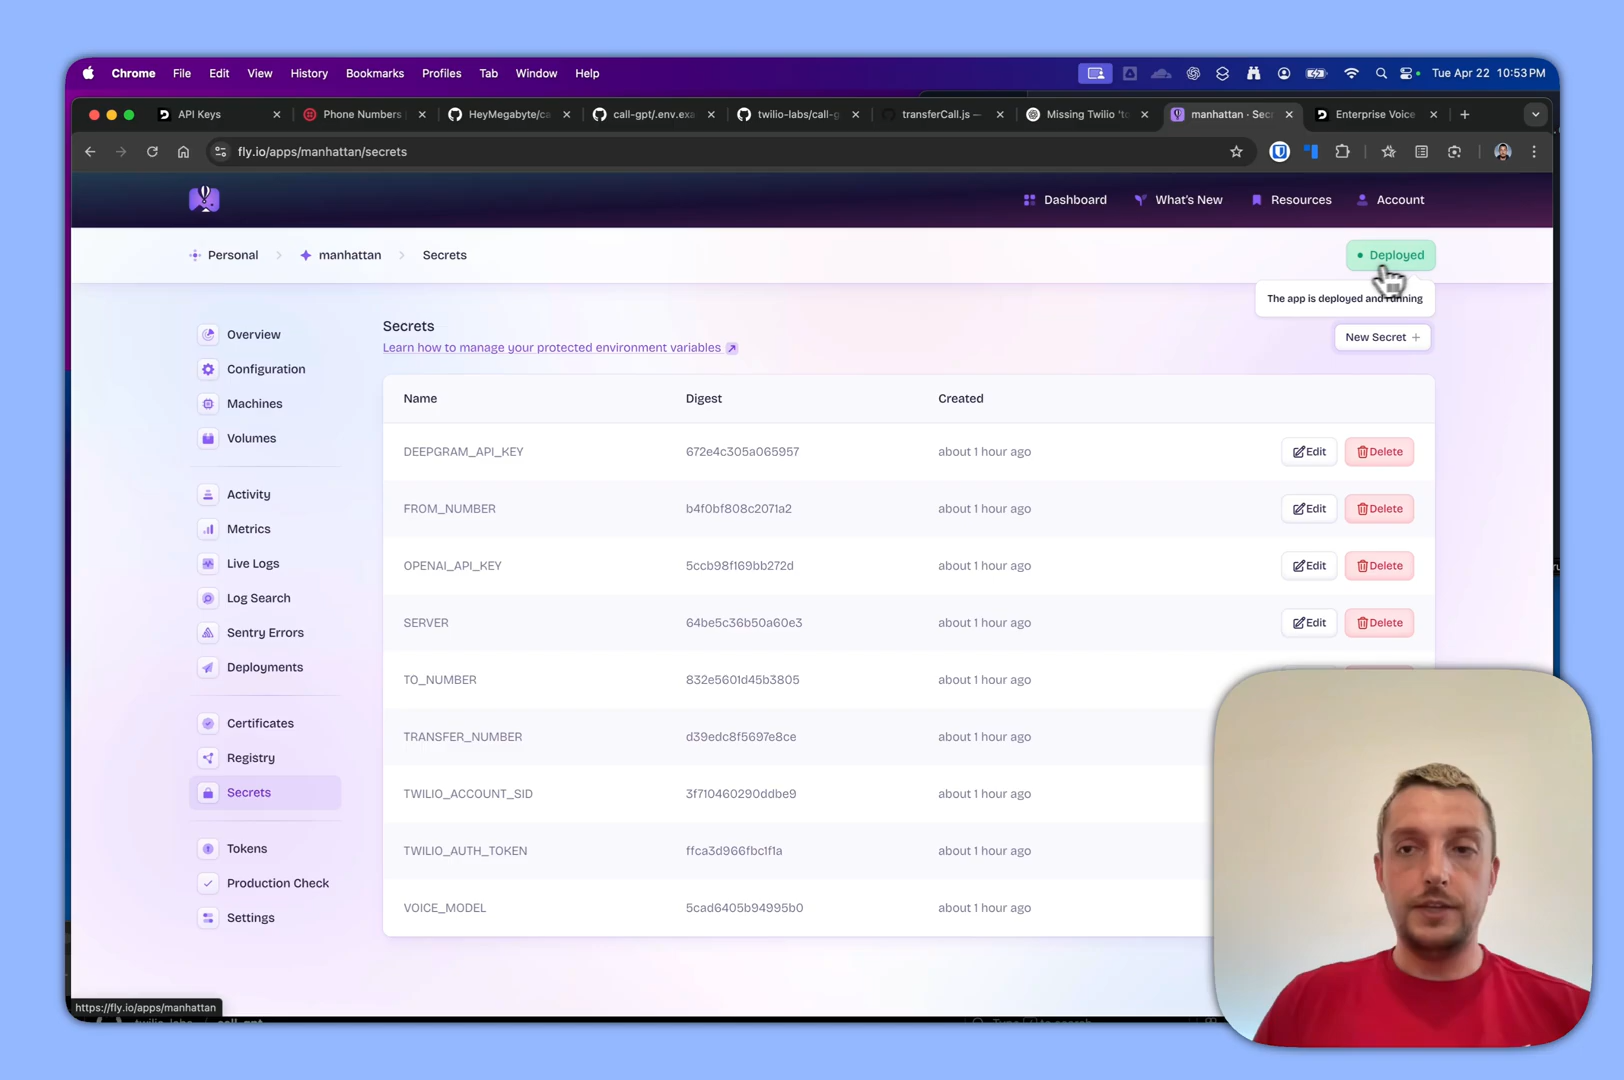 Chrome File Edit View History Bookmarks Profiles Tab Window Help Tue Apr 22 10:53 PM
API Keys Phone Numbers HeyMegabyte/ca call-gpt/.env.exa twilio-labs/call-g transferCall.js — Missing Twilio 'to manhattan · Sec Enterprise Voice
fly.io/apps/manhattan/secrets
Dashboard What's New Resources Account
Personal manhattan Secrets Deployed
The app is deployed and running
New Secret +
Overview
Configuration
Machines
Volumes
Activity
Metrics
Live Logs
Log Search
Sentry Errors
Deployments
Certificates
Registry
Secrets
Tokens
Production Check
Settings
Secrets
Learn how to manage your protected environment variables
Name Digest Created
DEEPGRAM_API_KEY 672e4c305a065957 about 1 hour ago Edit Delete
FROM_NUMBER b4f0bf808c2071a2 about 1 hour ago Edit Delete
OPENAI_API_KEY 5ccb98f169bb272d about 1 hour ago Edit Delete
SERVER 64be5c36b50a60e3 about 1 hour ago Edit Delete
TO_NUMBER 832e5601d45b3805 about 1 hour ago
TRANSFER_NUMBER d39edc8f5697e8ce about 1 hour ago
TWILIO_ACCOUNT_SID 3f710460290ddbe9 about 1 hour ago
TWILIO_AUTH_TOKEN ffca3d966fbc1f1a about 1 hour ago
VOICE_MODEL 5cad6405b94995b0 about 1 hour ago
https://fly.io/apps/manhattan